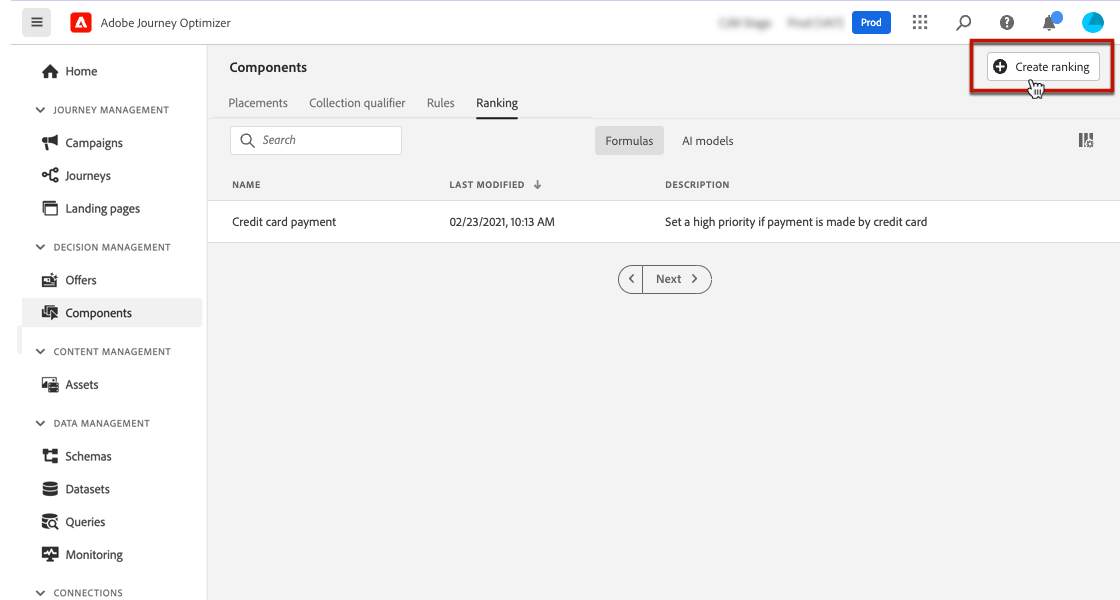 Adobe Journey Optimizer
Prod
Create ranking
Home
JOURNEY MANAGEMENT
Campaigns
Journeys
Landing pages
DECISION MANAGEMENT
Offers
Components
CONTENT MANAGEMENT
Assets
DATA MANAGEMENT
Schemas
Datasets
Queries
Monitoring
CONNECTIONS
Components
Placements Collection qualifier Rules Ranking
Search
Formulas AI models
NAME LAST MODIFIED DESCRIPTION
Credit card payment 02/23/2021, 10:13 AM Set a high priority if payment is made by credit card
Next